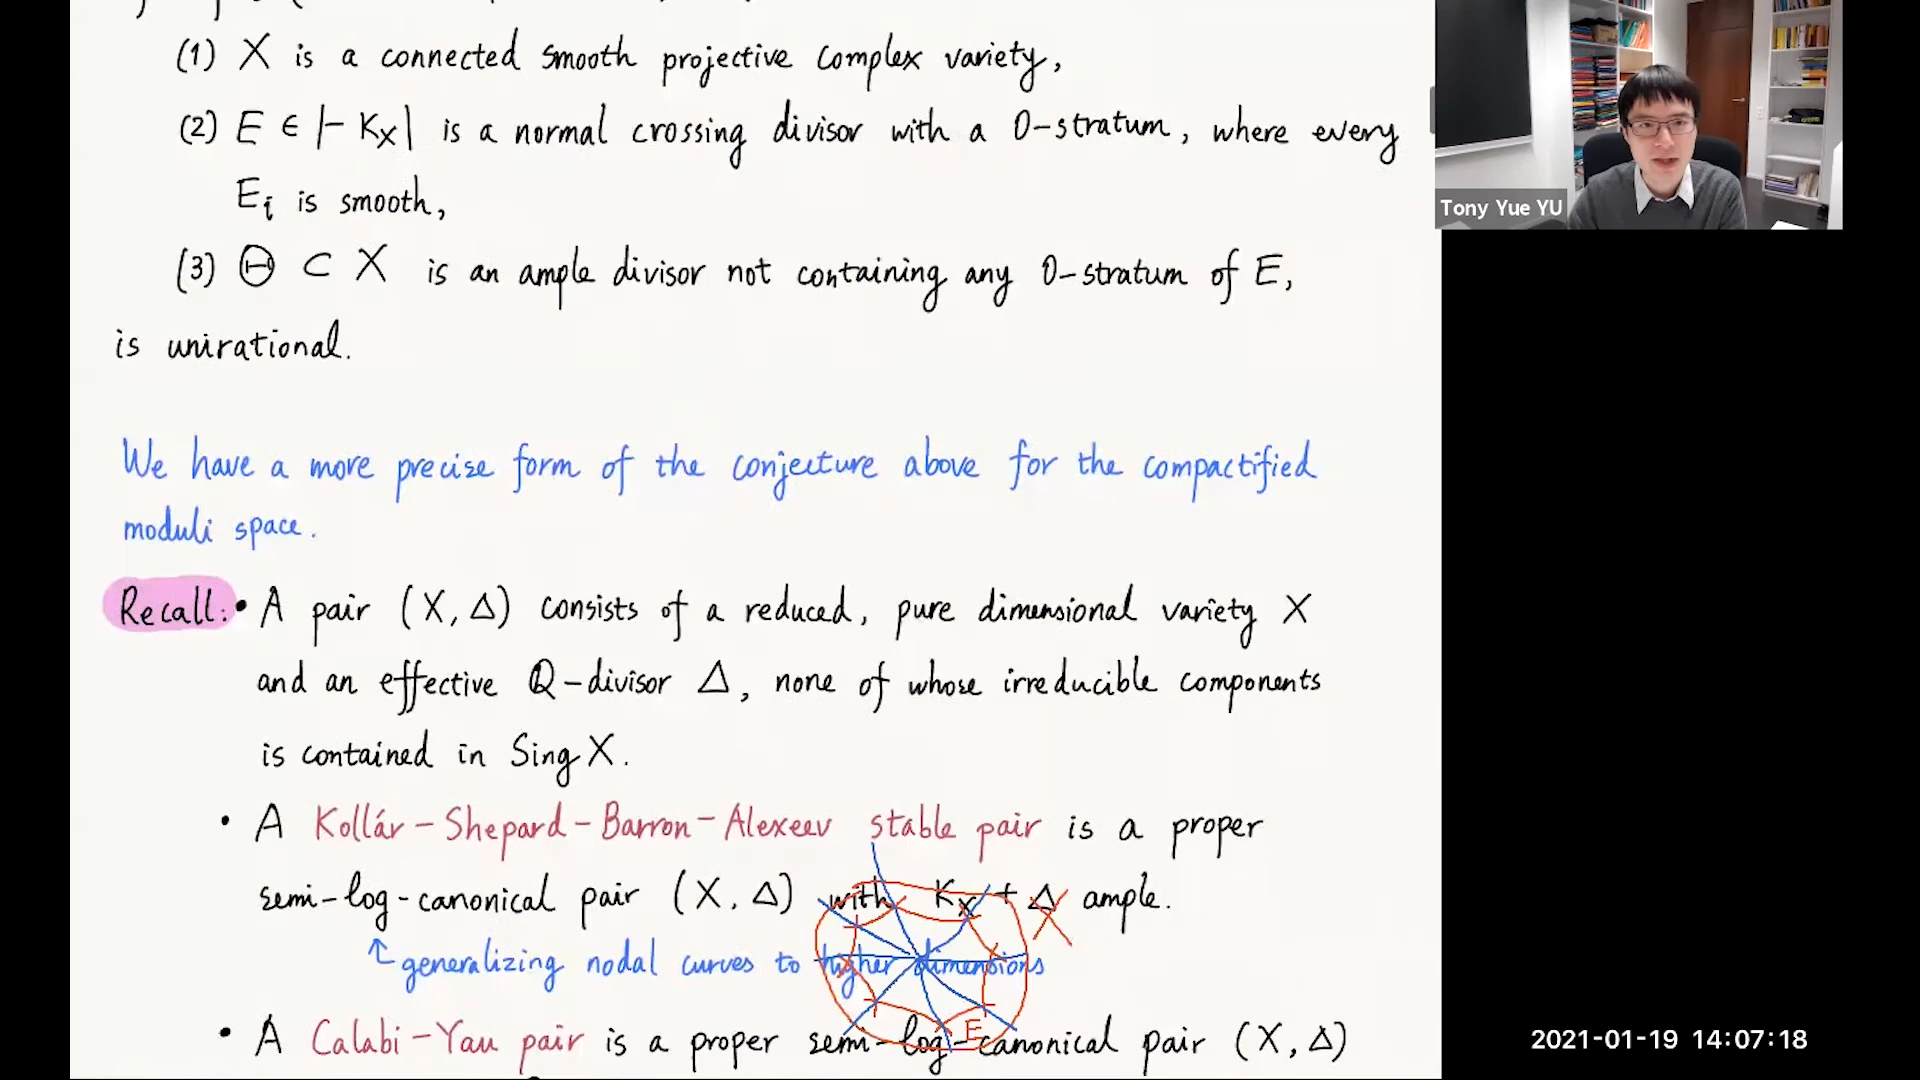 (1) X is a connected smooth projective complex variety,
(2) E ∈ |-K_X| is a normal crossing divisor with a 0-stratum, where every
E_i is smooth,
(3) Θ ⊂ X is an ample divisor not containing any 0-stratum of E,
is unirational.
We have a more precise form of the conjecture above for the compactified
moduli space.
Recall: • A pair (X, Δ) consists of a reduced, pure dimensional variety X
and an effective Q-divisor Δ, none of whose irreducible components
is contained in Sing X.
• A Kollár-Shepard-Barron-Alexeev stable pair is a proper
semi-log-canonical pair (X, Δ) with K_X + Δ ample.
↑ generalizing nodal curves to higher dimensions
X
E
• A Calabi-Yau pair is a proper semi-log-canonical pair (X, Δ)
Tony Yue YU
2021-01-19 14:07:18